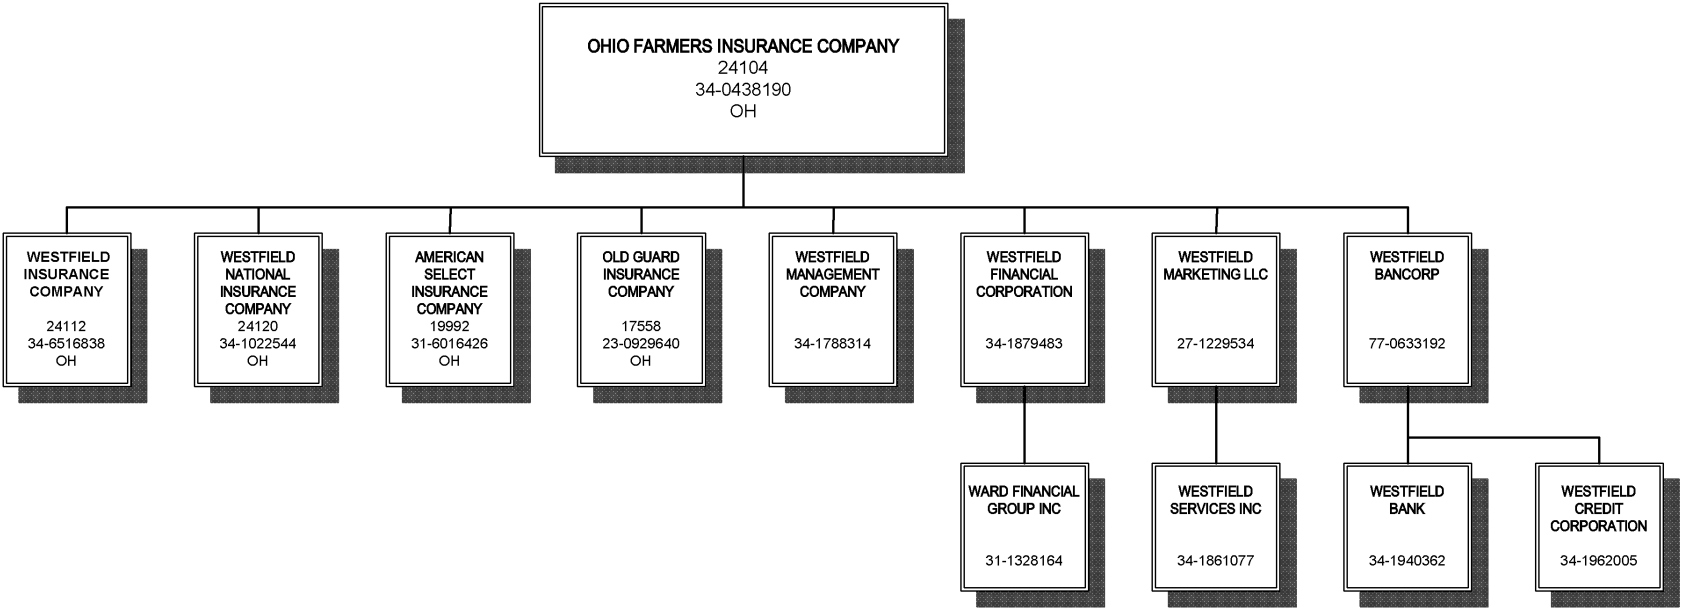 OHIO FARMERS INSURANCE COMPANY
24104
34-0438190
OH
WESTFIELD
INSURANCE
COMPANY
24112
34-6516838
OH
WESTFIELD
NATIONAL
INSURANCE
COMPANY
24120
34-1022544
OH
AMERICAN
SELECT
INSURANCE
COMPANY
19992
31-6016426
OH
OLD GUARD
INSURANCE
COMPANY
17558
23-0929640
OH
WESTFIELD
MANAGEMENT
COMPANY
34-1788314
WESTFIELD
FINANCIAL
CORPORATION
34-1879483
WESTFIELD
MARKETING LLC
27-1229534
WESTFIELD
BANCORP
77-0633192
WARD FINANCIAL
GROUP INC
31-1328164
WESTFIELD
SERVICES INC
34-1861077
WESTFIELD
BANK
34-1940362
WESTFIELD
CREDIT
CORPORATION
34-1962005